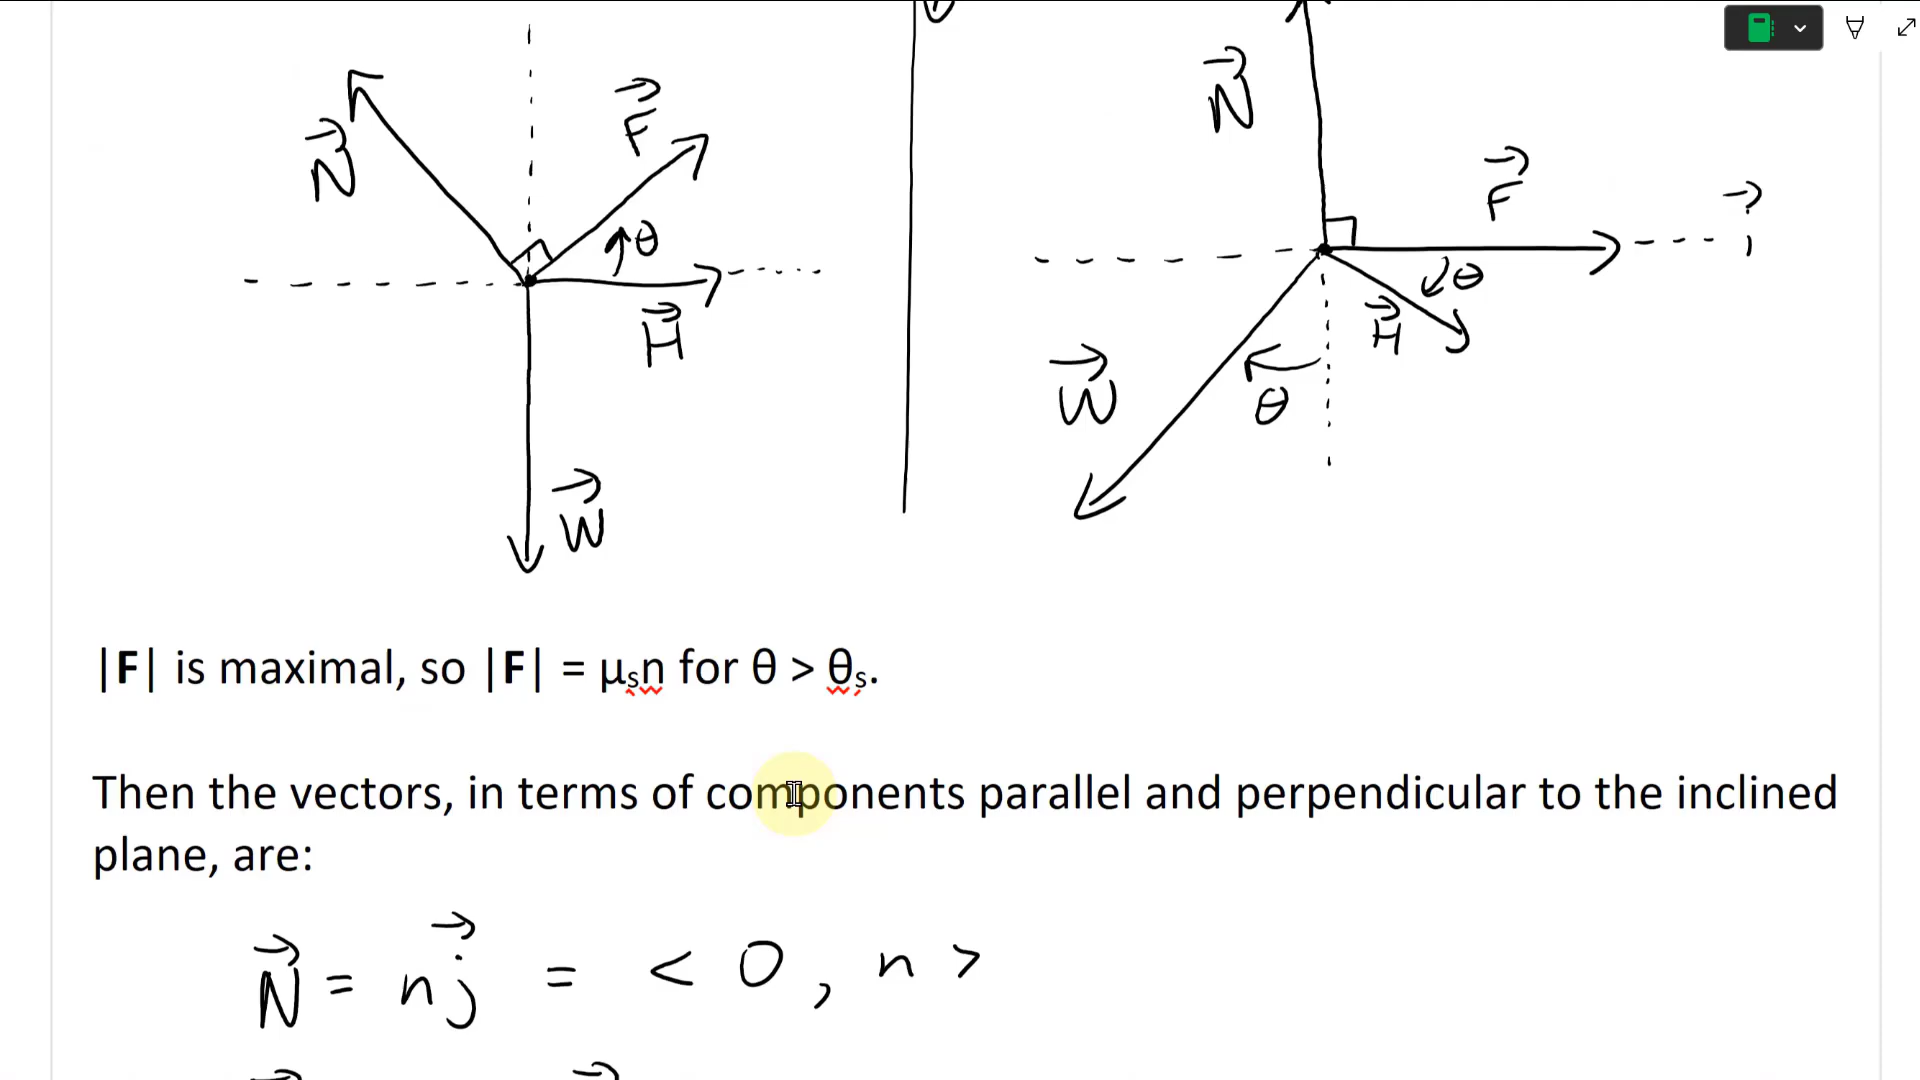 N⃗
F⃗
θ
H⃗
W⃗
N⃗
F⃗
i⃗
θ
H⃗
W⃗
θ
|F| is maximal, so |F| = μₛn for θ > θₛ.
Then the vectors, in terms of components parallel and perpendicular to the inclined
plane, are:
N⃗ = n j⃗ = < 0 , n >